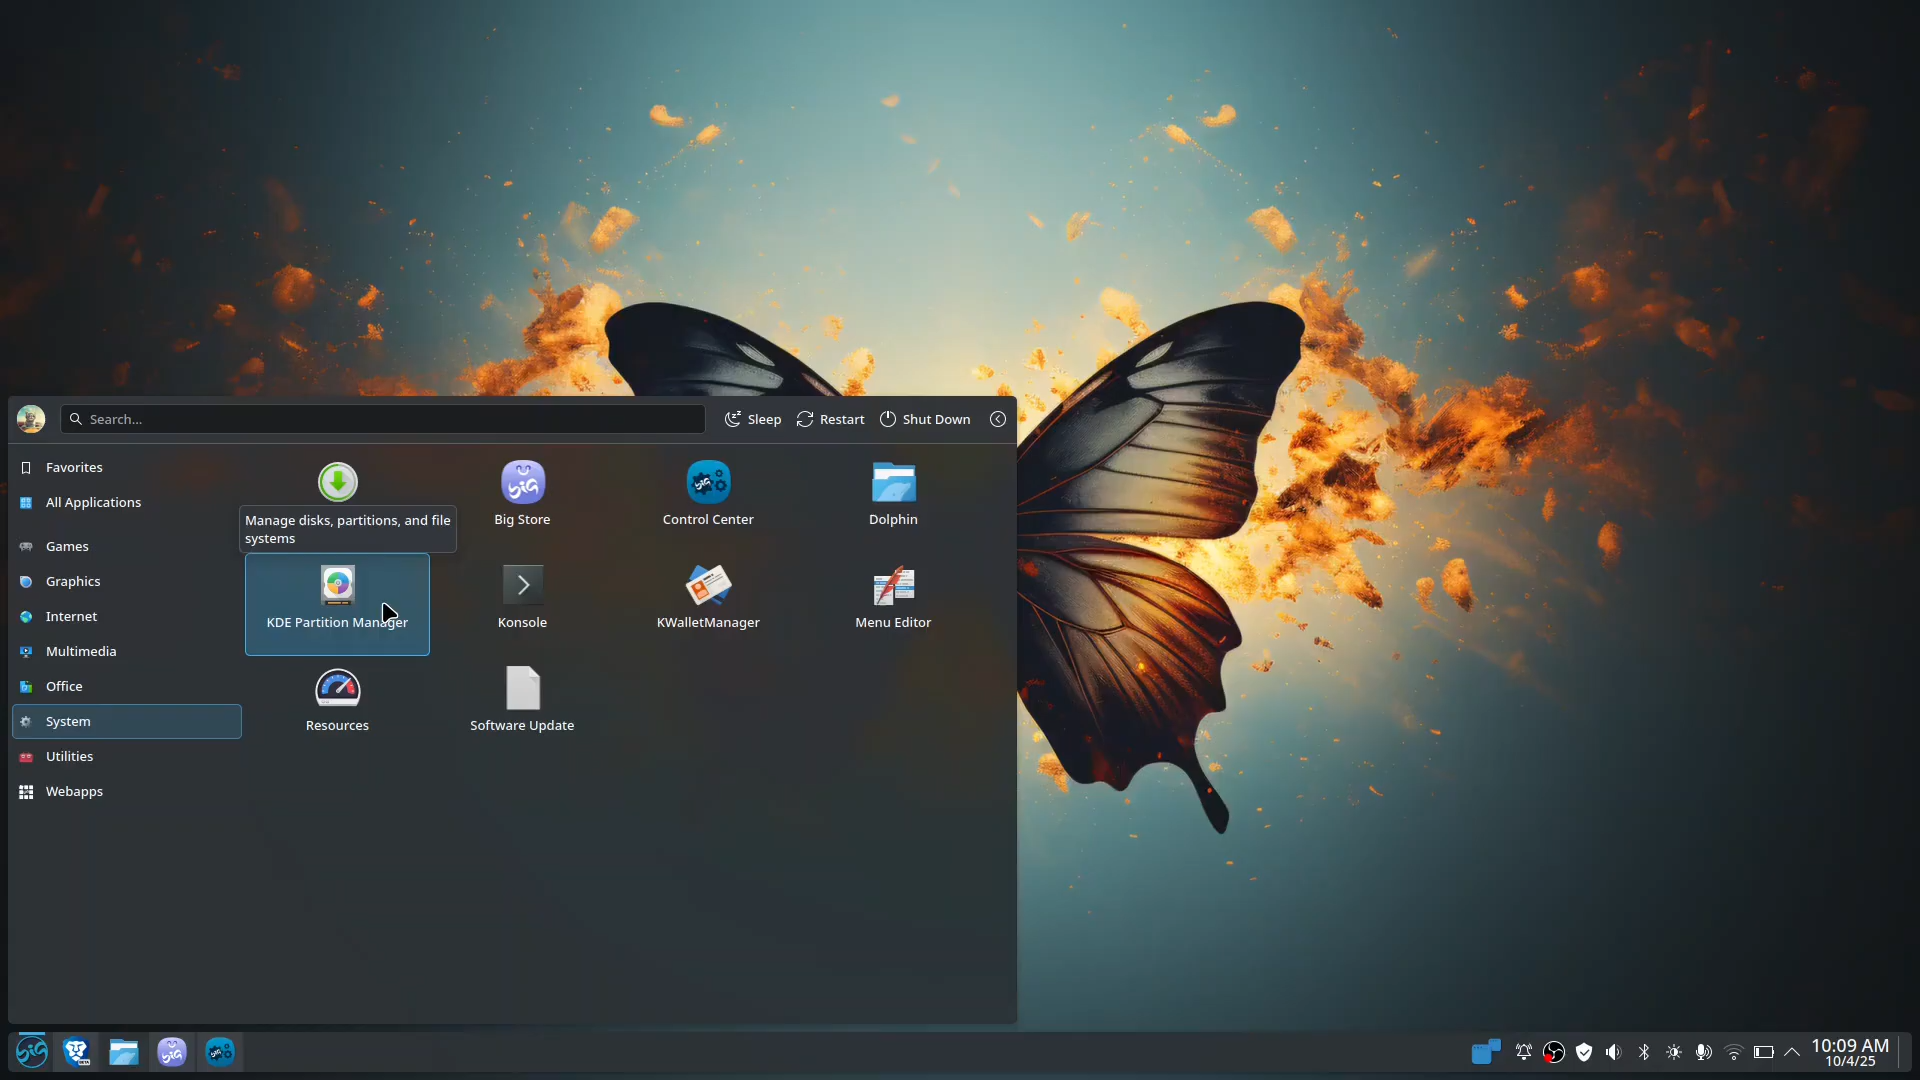 Search...
Sleep
Restart
Shut Down
Favorites
All Applications
Games
Graphics
Internet
Multimedia
Office
System
Utilities
Webapps
Big Store
Control Center
Dolphin
Manage disks, partitions, and file
systems
KDE Partition Manager
Konsole
KWalletManager
Menu Editor
Resources
Software Update
10:09 AM
10/4/25